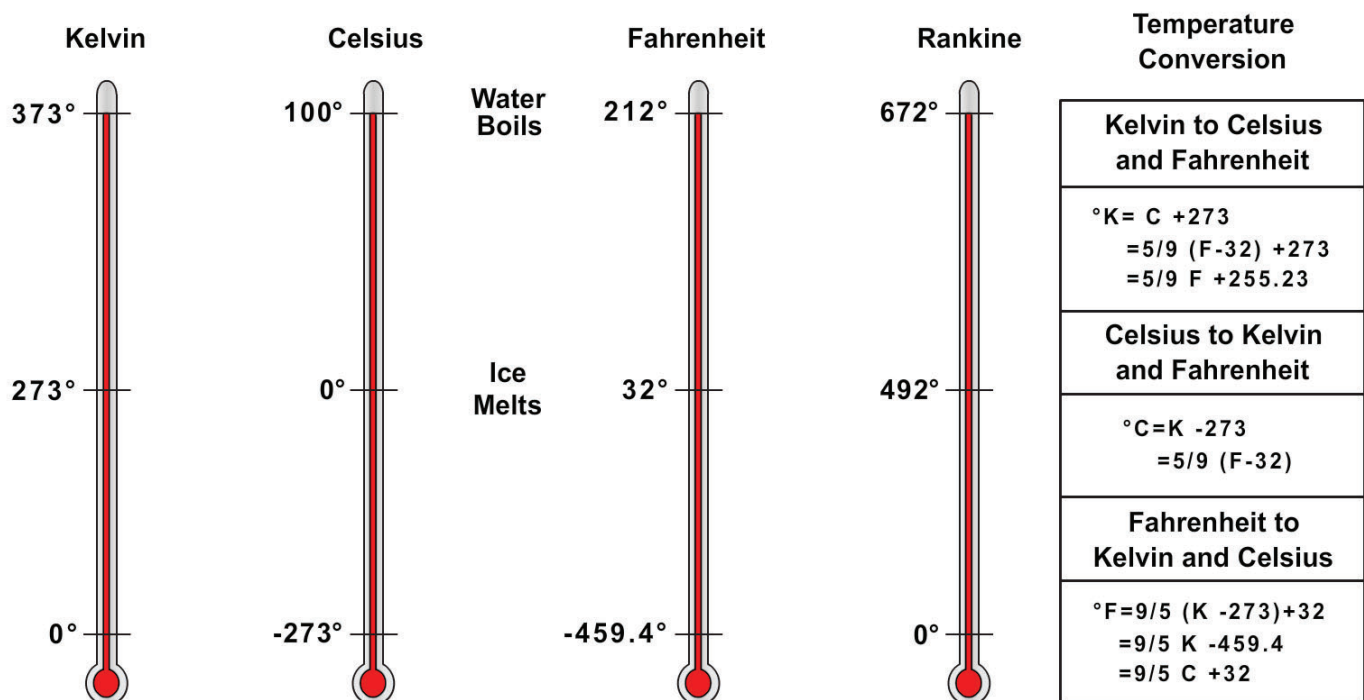 Kelvin
373°
273°
0°
Celsius
100°
0°
-273°
Water
Boils
Ice
Melts
Fahrenheit
212°
32°
-459.4°
Rankine
672°
492°
0°
Temperature
Conversion
Kelvin to Celsius
and Fahrenheit
°K= C +273
=5/9 (F-32) +273
=5/9 F +255.23
Celsius to Kelvin
and Fahrenheit
°C=K -273
=5/9 (F-32)
Fahrenheit to
Kelvin and Celsius
°F=9/5 (K -273)+32
=9/5 K -459.4
=9/5 C +32